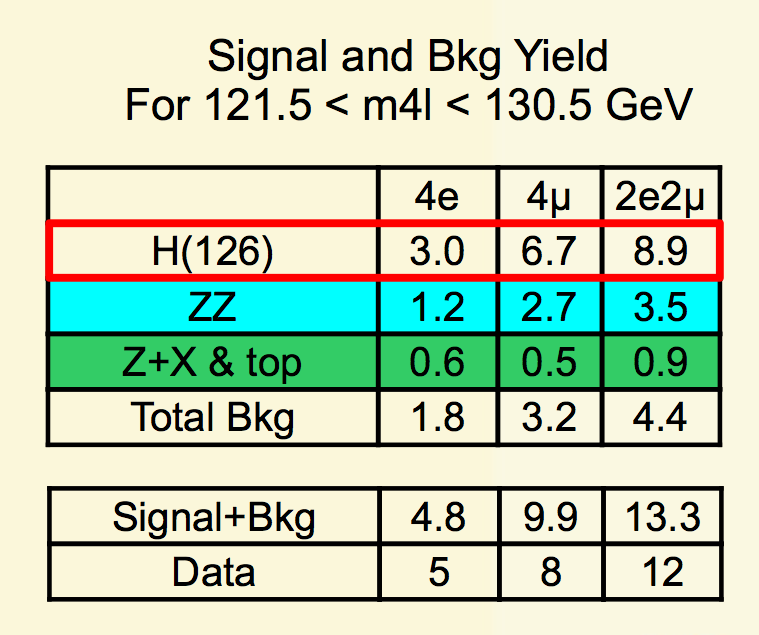 Signal and Bkg Yield
For 121.5 < m4l < 130.5 GeV
4e 4μ 2e2μ
H(126) 3.0 6.7 8.9
ZZ 1.2 2.7 3.5
Z+X & top 0.6 0.5 0.9
Total Bkg 1.8 3.2 4.4
Signal+Bkg 4.8 9.9 13.3
Data 5 8 12